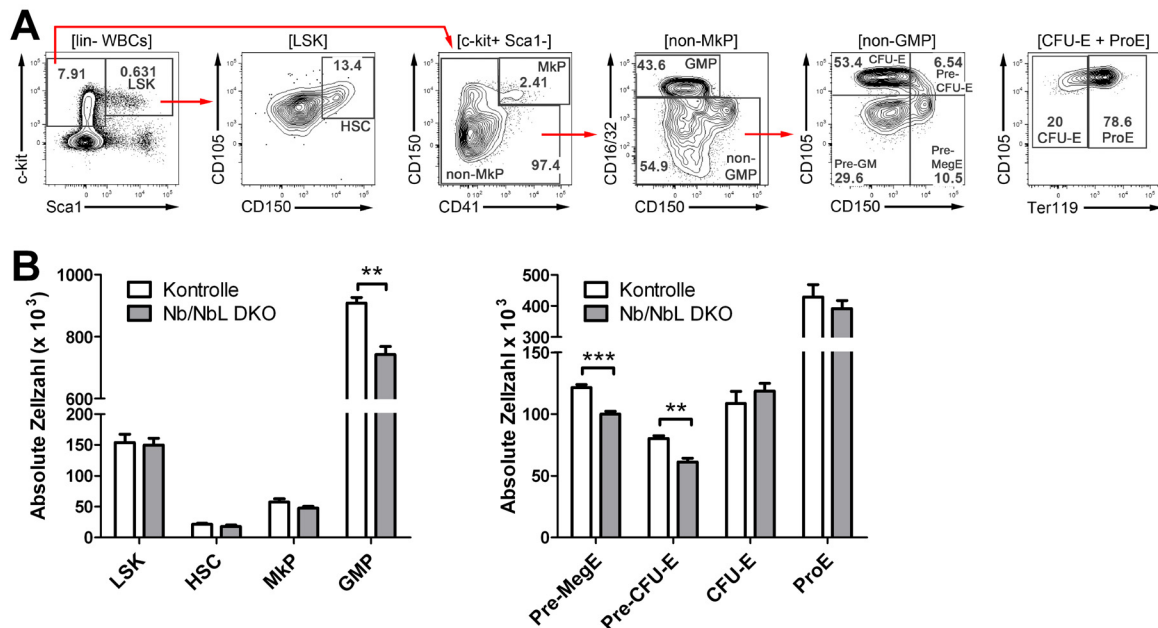 A
[lin- WBCs]
[LSK]
[c-kit+ Sca1-]
[non-MkP]
[non-GMP]
[CFU-E + ProE]
7.91
0.631
LSK
c-kit
Sca1
13.4
HSC
CD105
CD150
MkP
2.41
non-MkP
97.4
CD150
CD41
43.6
GMP
54.9
non-GMP
CD16/32
CD150
53.4
CFU-E
6.54
Pre-CFU-E
Pre-GM
29.6
Pre-MegE
10.5
CD105
CD150
20
CFU-E
78.6
ProE
CD105
Ter119
B
Absolute Zellzahl (x 10³)
1000
800
600
200
150
100
50
0
Kontrolle
Nb/NbL DKO
**
LSK
HSC
MkP
GMP
Absolute Zellzahl x 10³
500
400
300
150
100
50
Kontrolle
Nb/NbL DKO
***
**
Pre-MegE
Pre-CFU-E
CFU-E
ProE